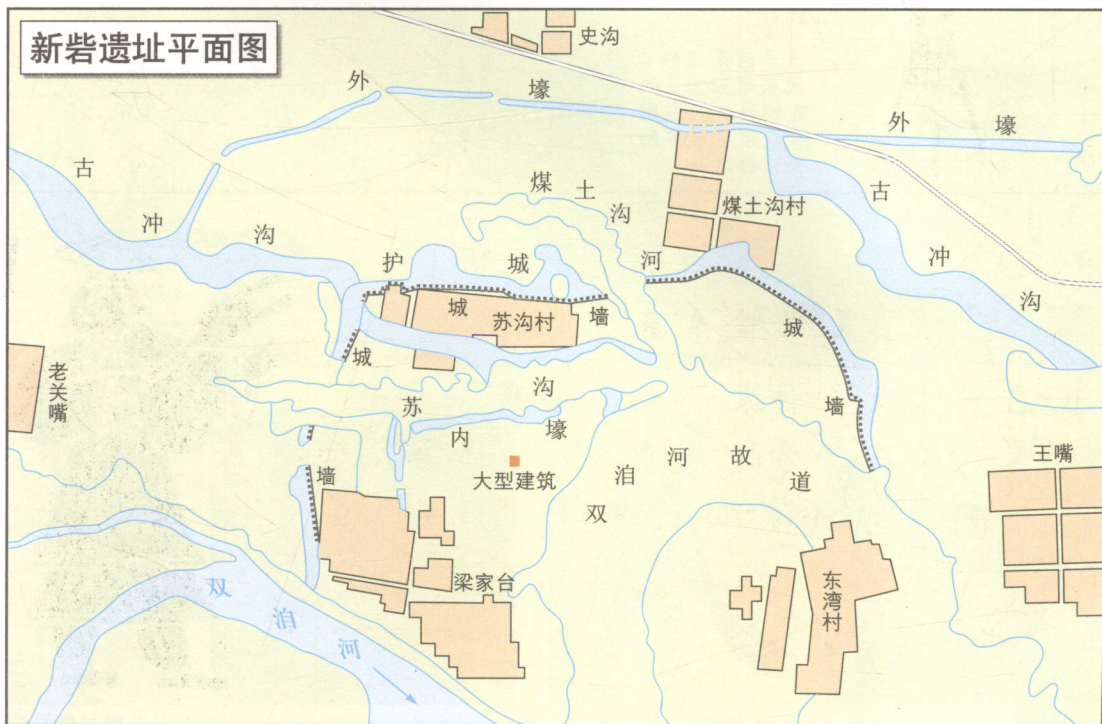 新砦遗址平面图
史沟
外壕
外壕
古冲沟
煤土沟
煤土沟村
古冲沟
护城河
城墙
苏沟村
城墙
城墙
老关嘴
苏沟
内壕
大型建筑
双洎河故道
王嘴
梁家台
东湾村
双洎河